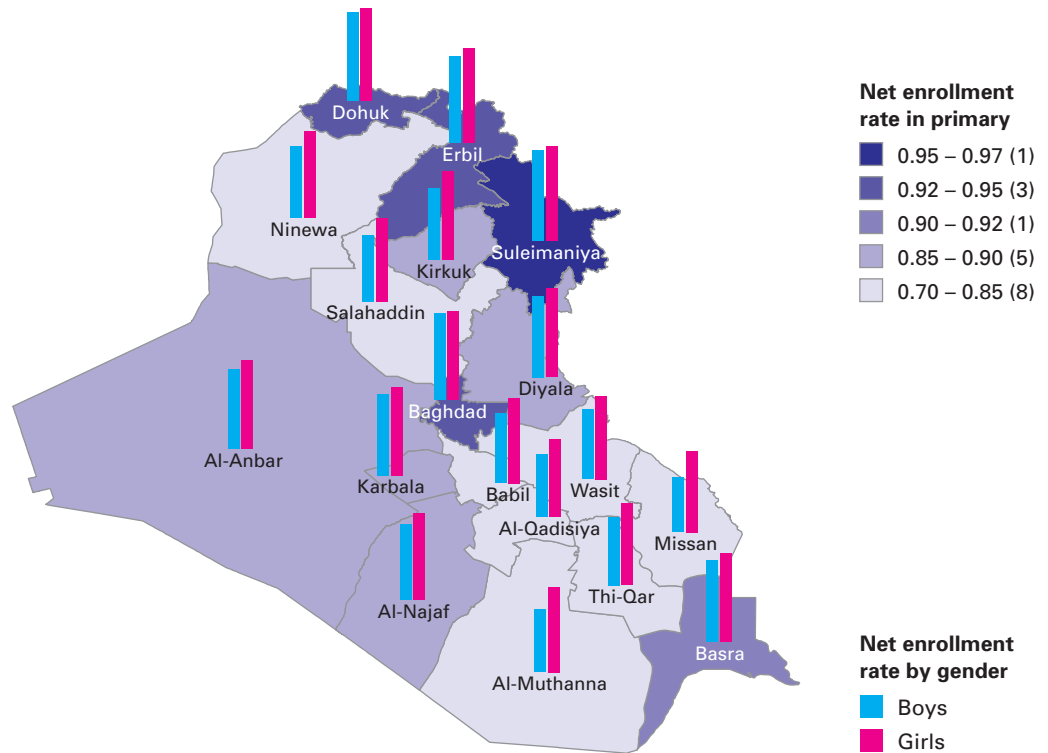 Dohuk
Erbil
Ninewa
Kirkuk
Suleimaniya
Salahaddin
Diyala
Baghdad
Al-Anbar
Karbala
Babil
Wasit
Al-Qadisiya
Missan
Thi-Qar
Al-Najaf
Basra
Al-Muthanna
Net enrollment
rate in primary
0.95 – 0.97 (1)
0.92 – 0.95 (3)
0.90 – 0.92 (1)
0.85 – 0.90 (5)
0.70 – 0.85 (8)
Net enrollment
rate by gender
Boys
Girls